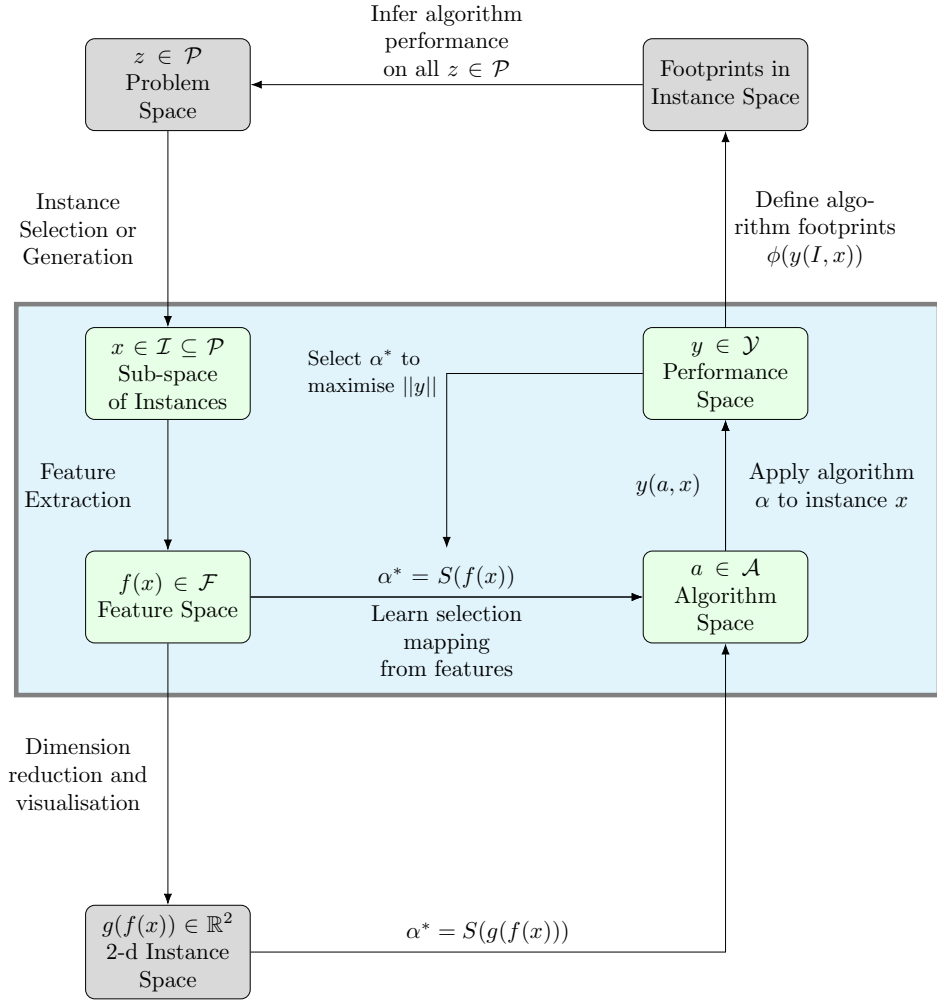 Infer algorithm
performance
on all z ∈ 𝒫
z ∈ 𝒫
Problem
Space
Footprints in
Instance Space
Instance
Selection or
Generation
Define algo-
rithm footprints
ϕ(y(I, x))
x ∈ ℐ ⊆ 𝒫
Sub-space
of Instances
Select α* to
maximise ||y||
y ∈ 𝒴
Performance
Space
Feature
Extraction
y(a, x)
Apply algorithm
α to instance x
f(x) ∈ ℱ
Feature Space
α* = S(f(x))
Learn selection
mapping
from features
a ∈ 𝒜
Algorithm
Space
Dimension
reduction and
visualisation
g(f(x)) ∈ ℝ²
2-d Instance
Space
α* = S(g(f(x)))